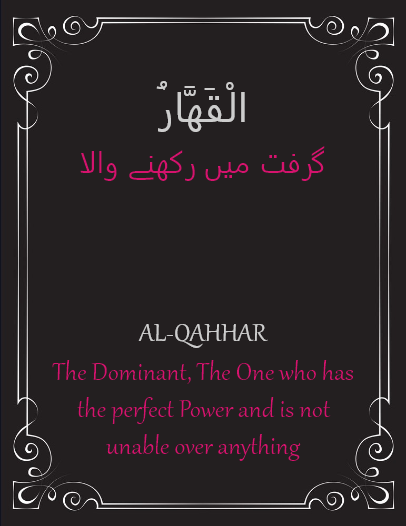 الْقَهَّارُ
گرفت میں رکھنے والا
AL-QAHHAR
The Dominant, The One who has
the perfect Power and is not
unable over anything